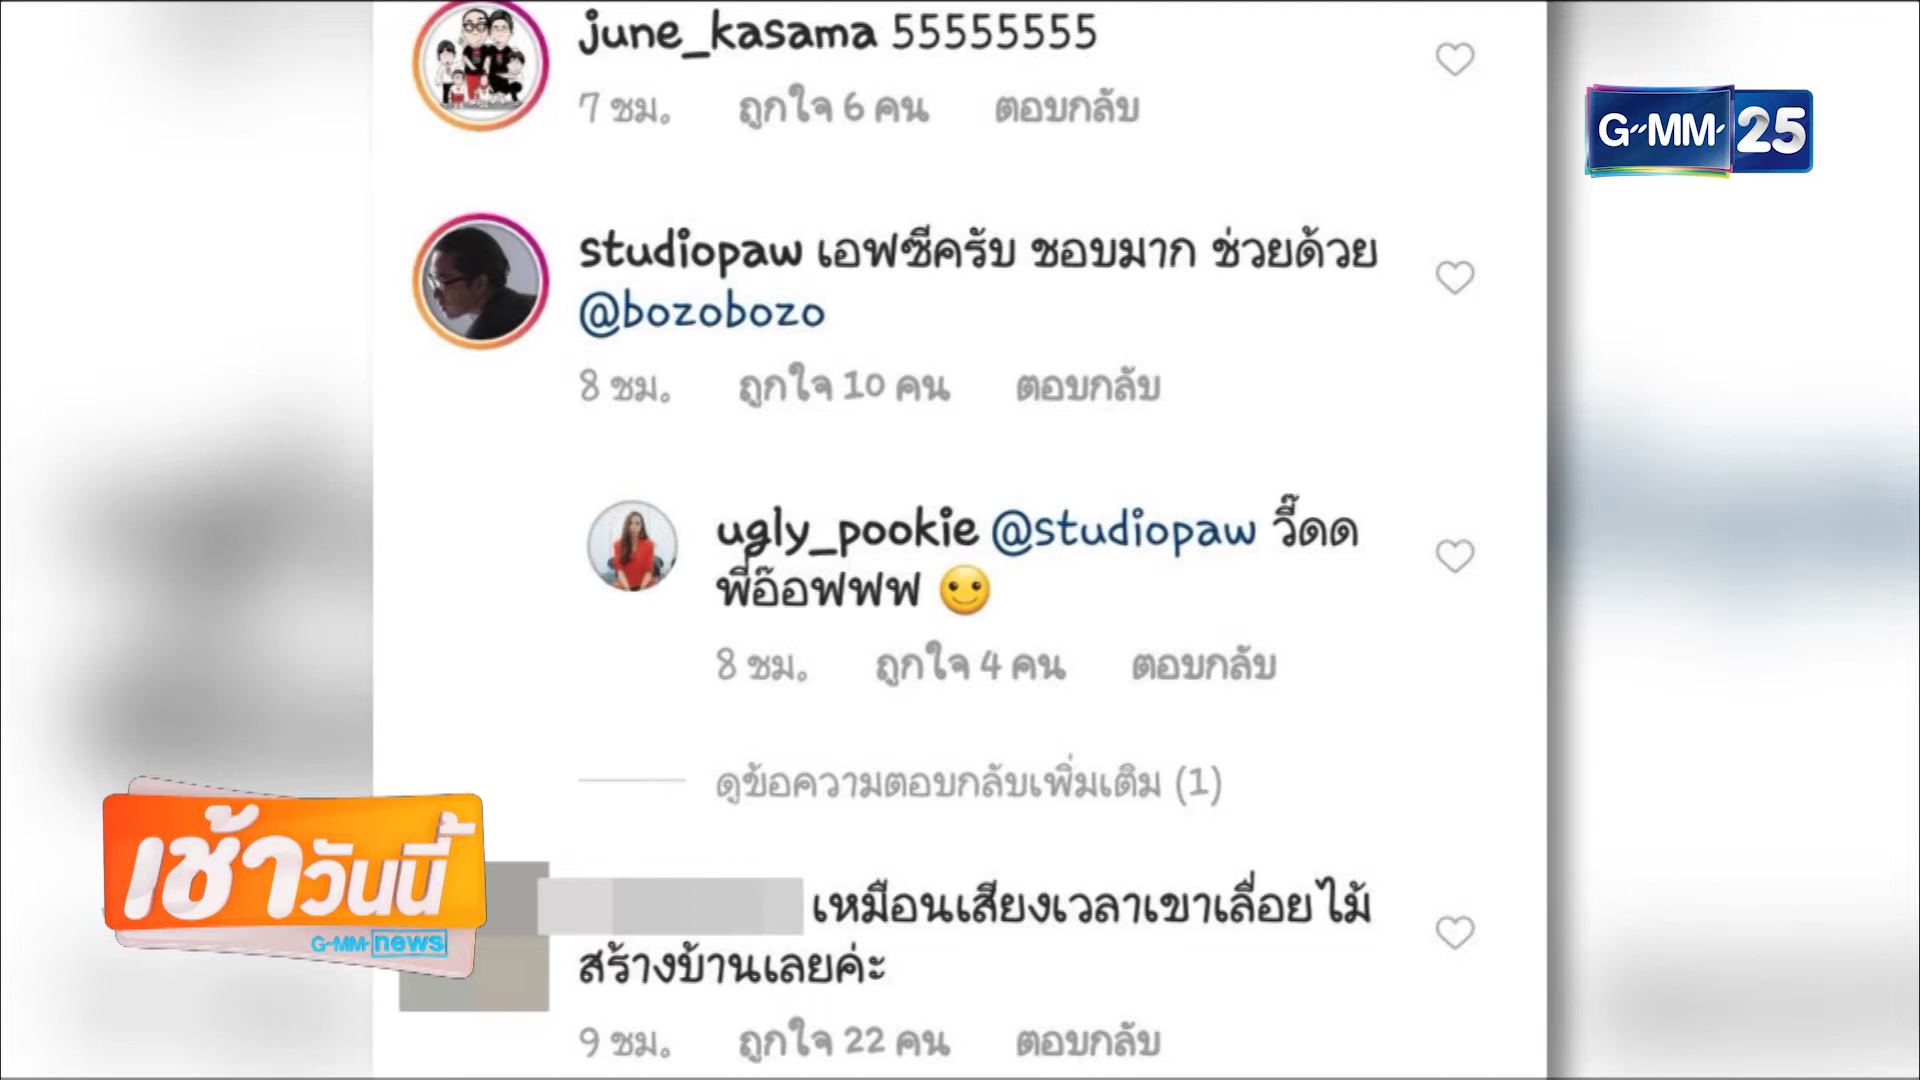 june_kasama 55555555
7 ชม. ถูกใจ 6 คน ตอบกลับ
G-MM 25
studiopaw เอฟซีครับ ชอบมาก ช่วยด้วย
@bozobozo
8 ชม. ถูกใจ 10 คน ตอบกลับ
ugly_pookie @studiopaw วี๊ดด
พี่อ๊อฟฟฟ
8 ชม. ถูกใจ 4 คน ตอบกลับ
ดูข้อความตอบกลับเพิ่มเติม (1)
เช้าวันนี้
G-MM news
เหมือนเสียงเวลาเขาเลื่อยไม้
สร้างบ้านเลยค่ะ
9 ชม. ถูกใจ 22 คน ตอบกลับ